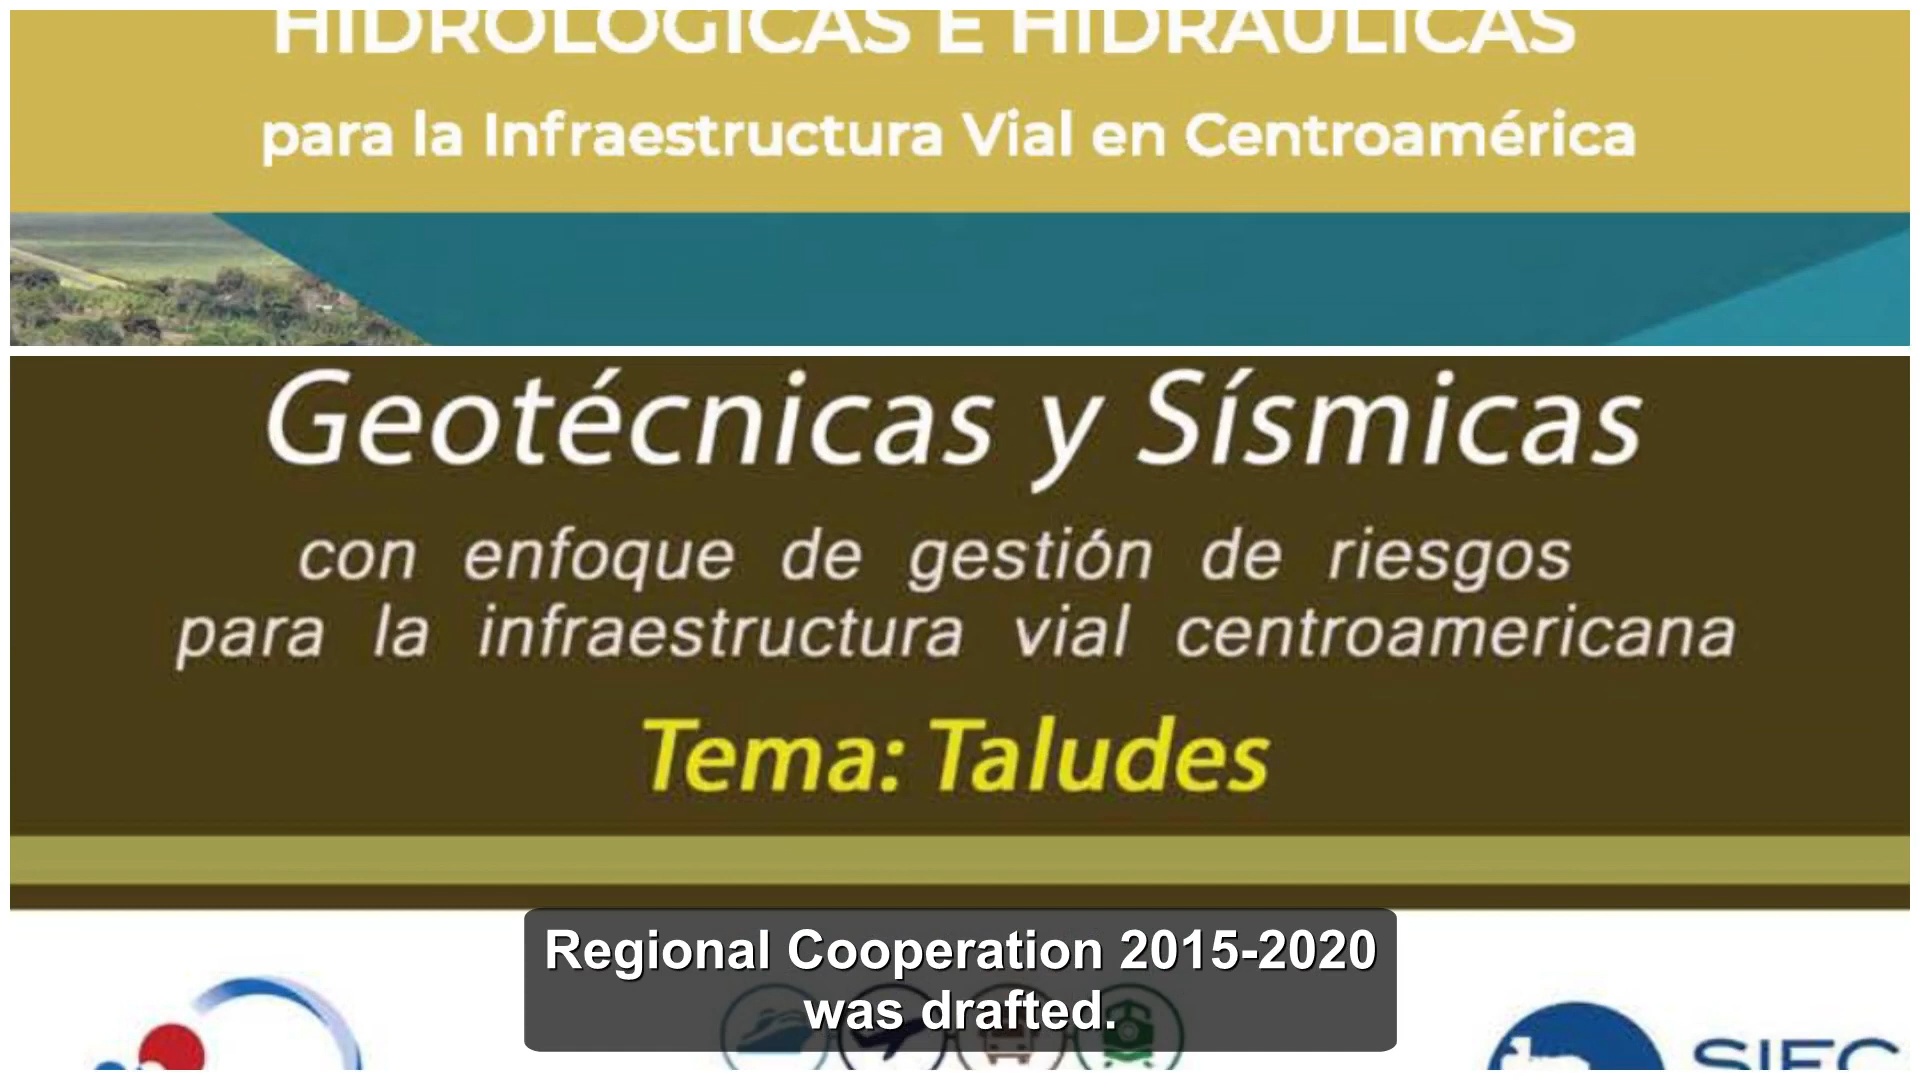 HIDROLÓGICAS E HIDRÁULICAS
para la Infraestructura Vial en Centroamérica
Geotécnicas y Sísmicas
con enfoque de gestión de riesgos
para la infraestructura vial centroamericana
Tema: Taludes
Regional Cooperation 2015-2020
was drafted.